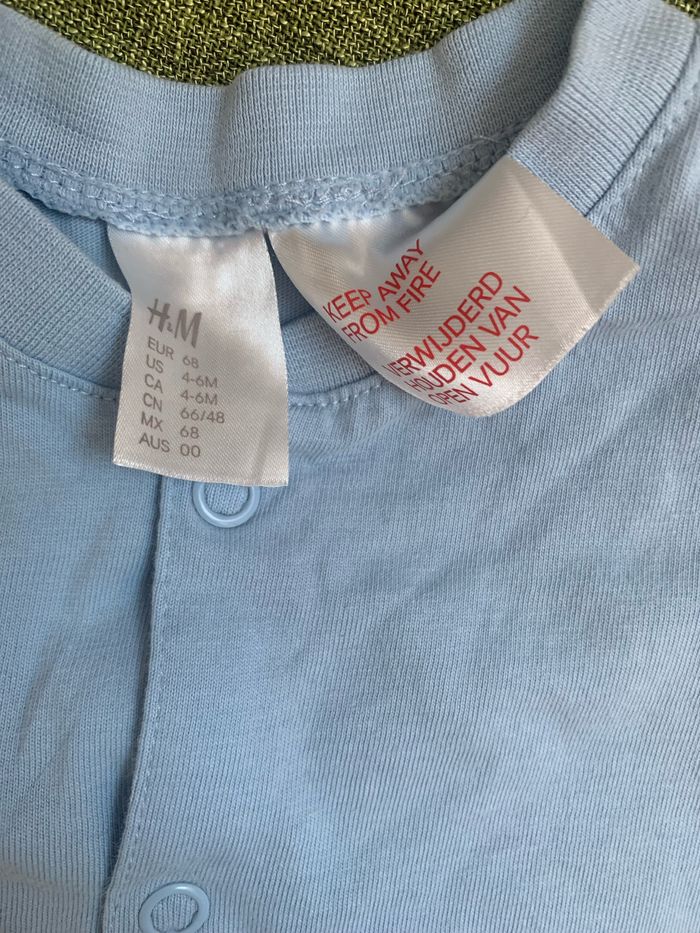 H&M
EUR 68
US 4-6M
CA 4-6M
CN 66/48
MX 68
AUS 00
KEEP AWAY
FROM FIRE
VERWIJDERD
HOUDEN VAN
OPEN VUUR